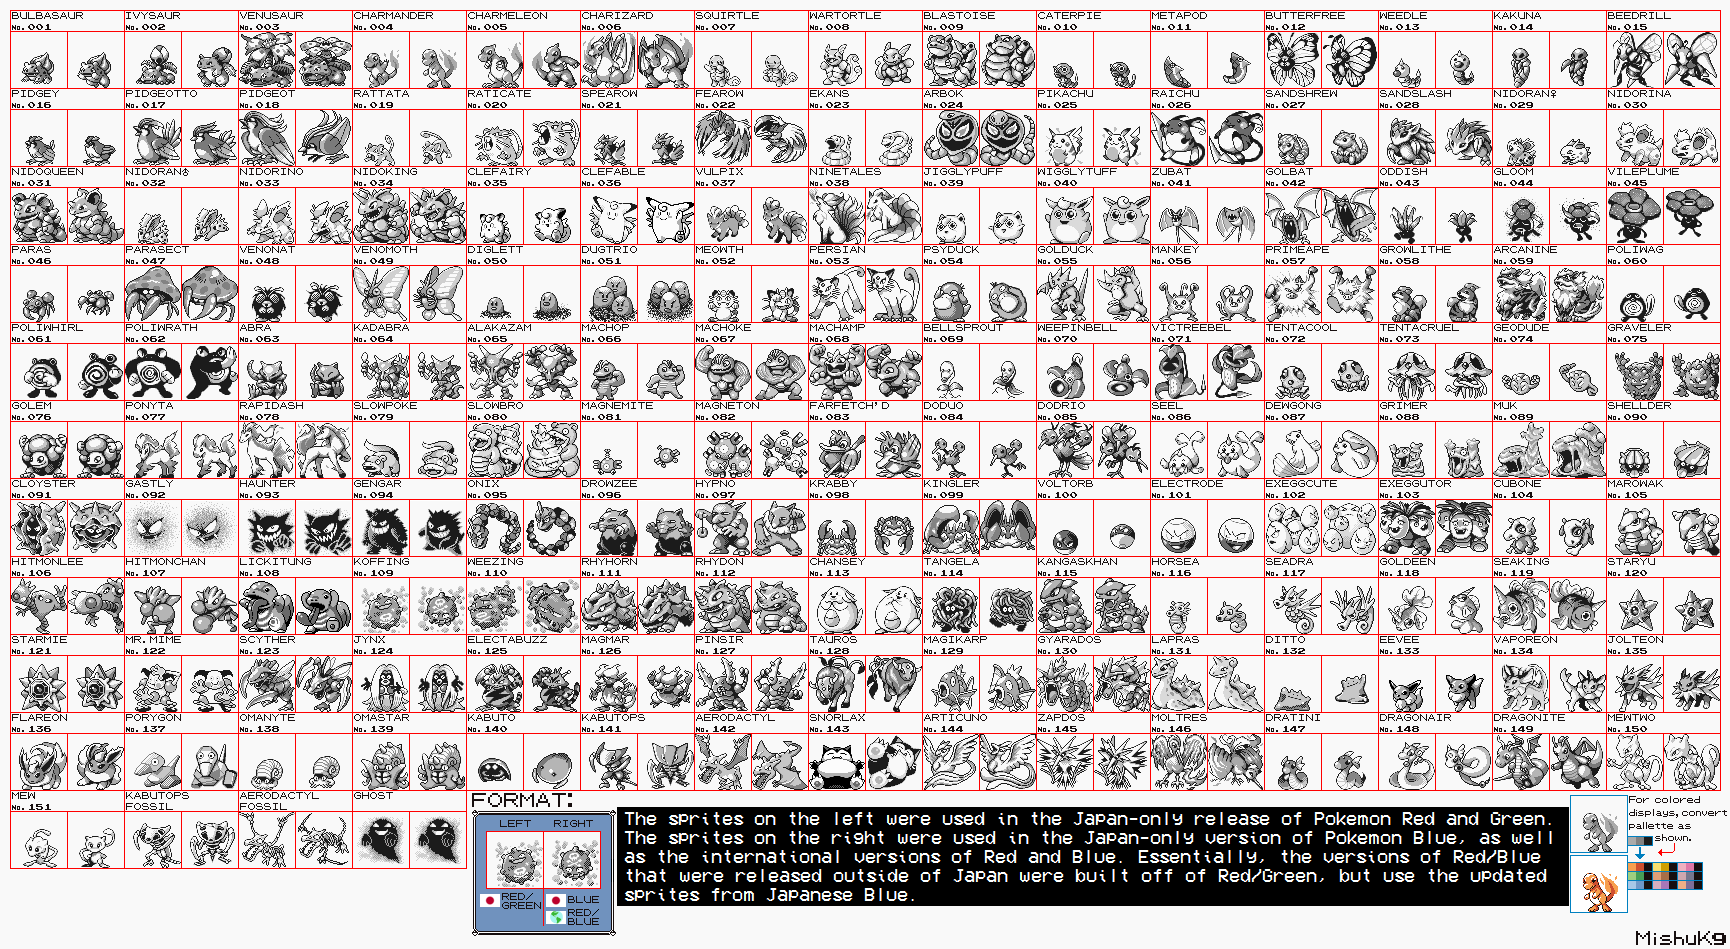 BULBASAUR IVYSAUR VENUSAUR CHARMANDER CHARMELEON CHARIZARD SQUIRTLE WARTORTLE BLASTOISE CATERPIE METAPOD BUTTERFREE WEEDLE KAKUNA BEEDRILL
No.001 No.002 No.003 No.004 No.005 No.006 No.007 No.008 No.009 No.010 No.011 No.012 No.013 No.014 No.015
PIDGEY PIDGEOTTO PIDGEOT RATTATA RATICATE SPEAROW FEAROW EKANS ARBOK PIKACHU RAICHU SANDSHREW SANDSLASH NIDORAN♀ NIDORINA
No.016 No.017 No.018 No.019 No.020 No.021 No.022 No.023 No.024 No.025 No.026 No.027 No.028 No.029 No.030
NIDOQUEEN NIDORAN♂ NIDORINO NIDOKING CLEFAIRY CLEFABLE VULPIX NINETALES JIGGLYPUFF WIGGLYTUFF ZUBAT GOLBAT ODDISH GLOOM VILEPLUME
No.031 No.032 No.033 No.034 No.035 No.036 No.037 No.038 No.039 No.040 No.041 No.042 No.043 No.044 No.045
PARAS PARASECT VENONAT VENOMOTH DIGLETT DUGTRIO MEOWTH PERSIAN PSYDUCK GOLDUCK MANKEY PRIMEAPE GROWLITHE ARCANINE POLIWAG
No.046 No.047 No.048 No.049 No.050 No.051 No.052 No.053 No.054 No.055 No.056 No.057 No.058 No.059 No.060
POLIWHIRL POLIWRATH ABRA KADABRA ALAKAZAM MACHOP MACHOKE MACHAMP BELLSPROUT WEEPINBELL VICTREEBEL TENTACOOL TENTACRUEL GEODUDE GRAVELER
No.061 No.062 No.063 No.064 No.065 No.066 No.067 No.068 No.069 No.070 No.071 No.072 No.073 No.074 No.075
GOLEM PONYTA RAPIDASH SLOWPOKE SLOWBRO MAGNEMITE MAGNETON FARFETCH'D DODUO DODRIO SEEL DEWGONG GRIMER MUK SHELLDER
No.076 No.077 No.078 No.079 No.080 No.081 No.082 No.083 No.084 No.085 No.086 No.087 No.088 No.089 No.090
CLOYSTER GASTLY HAUNTER GENGAR ONIX DROWZEE HYPNO KRABBY KINGLER VOLTORB ELECTRODE EXEGGCUTE EXEGGUTOR CUBONE MAROWAK
No.091 No.092 No.093 No.094 No.095 No.096 No.097 No.098 No.099 No.100 No.101 No.102 No.103 No.104 No.105
HITMONLEE HITMONCHAN LICKITUNG KOFFING WEEZING RHYHORN RHYDON CHANSEY TANGELA KANGASKHAN HORSEA SEADRA GOLDEEN SEAKING STARYU
No.106 No.107 No.108 No.109 No.110 No.111 No.112 No.113 No.114 No.115 No.116 No.117 No.118 No.119 No.120
STARMIE MR.MIME SCYTHER JYNX ELECTABUZZ MAGMAR PINSIR TAUROS MAGIKARP GYARADOS LAPRAS DITTO EEVEE VAPOREON JOLTEON
No.121 No.122 No.123 No.124 No.125 No.126 No.127 No.128 No.129 No.130 No.131 No.132 No.133 No.134 No.135
FLAREON PORYGON OMANYTE OMASTAR KABUTO KABUTOPS AERODACTYL SNORLAX ARTICUNO ZAPDOS MOLTRES DRATINI DRAGONAIR DRAGONITE MEWTWO
No.136 No.137 No.138 No.139 No.140 No.141 No.142 No.143 No.144 No.145 No.146 No.147 No.148 No.149 No.150
MEW KABUTOPS AERODACTYL GHOST
No.151 FOSSIL FOSSIL
FORMAT:
LEFT RIGHT
RED/
GREEN
BLUE
RED/
BLUE
The sprites on the left were used in the Japan-only release of Pokemon Red and Green.
The sprites on the right were used in the Japan-only version of Pokemon Blue, as well
as the international versions of Red and Blue. Essentially, the versions of Red/Blue
that were released outside of Japan were built off of Red/Green, but use the updated
sprites from Japanese Blue.
For colored
displays, convert
pallette as
shown.
MishuK9